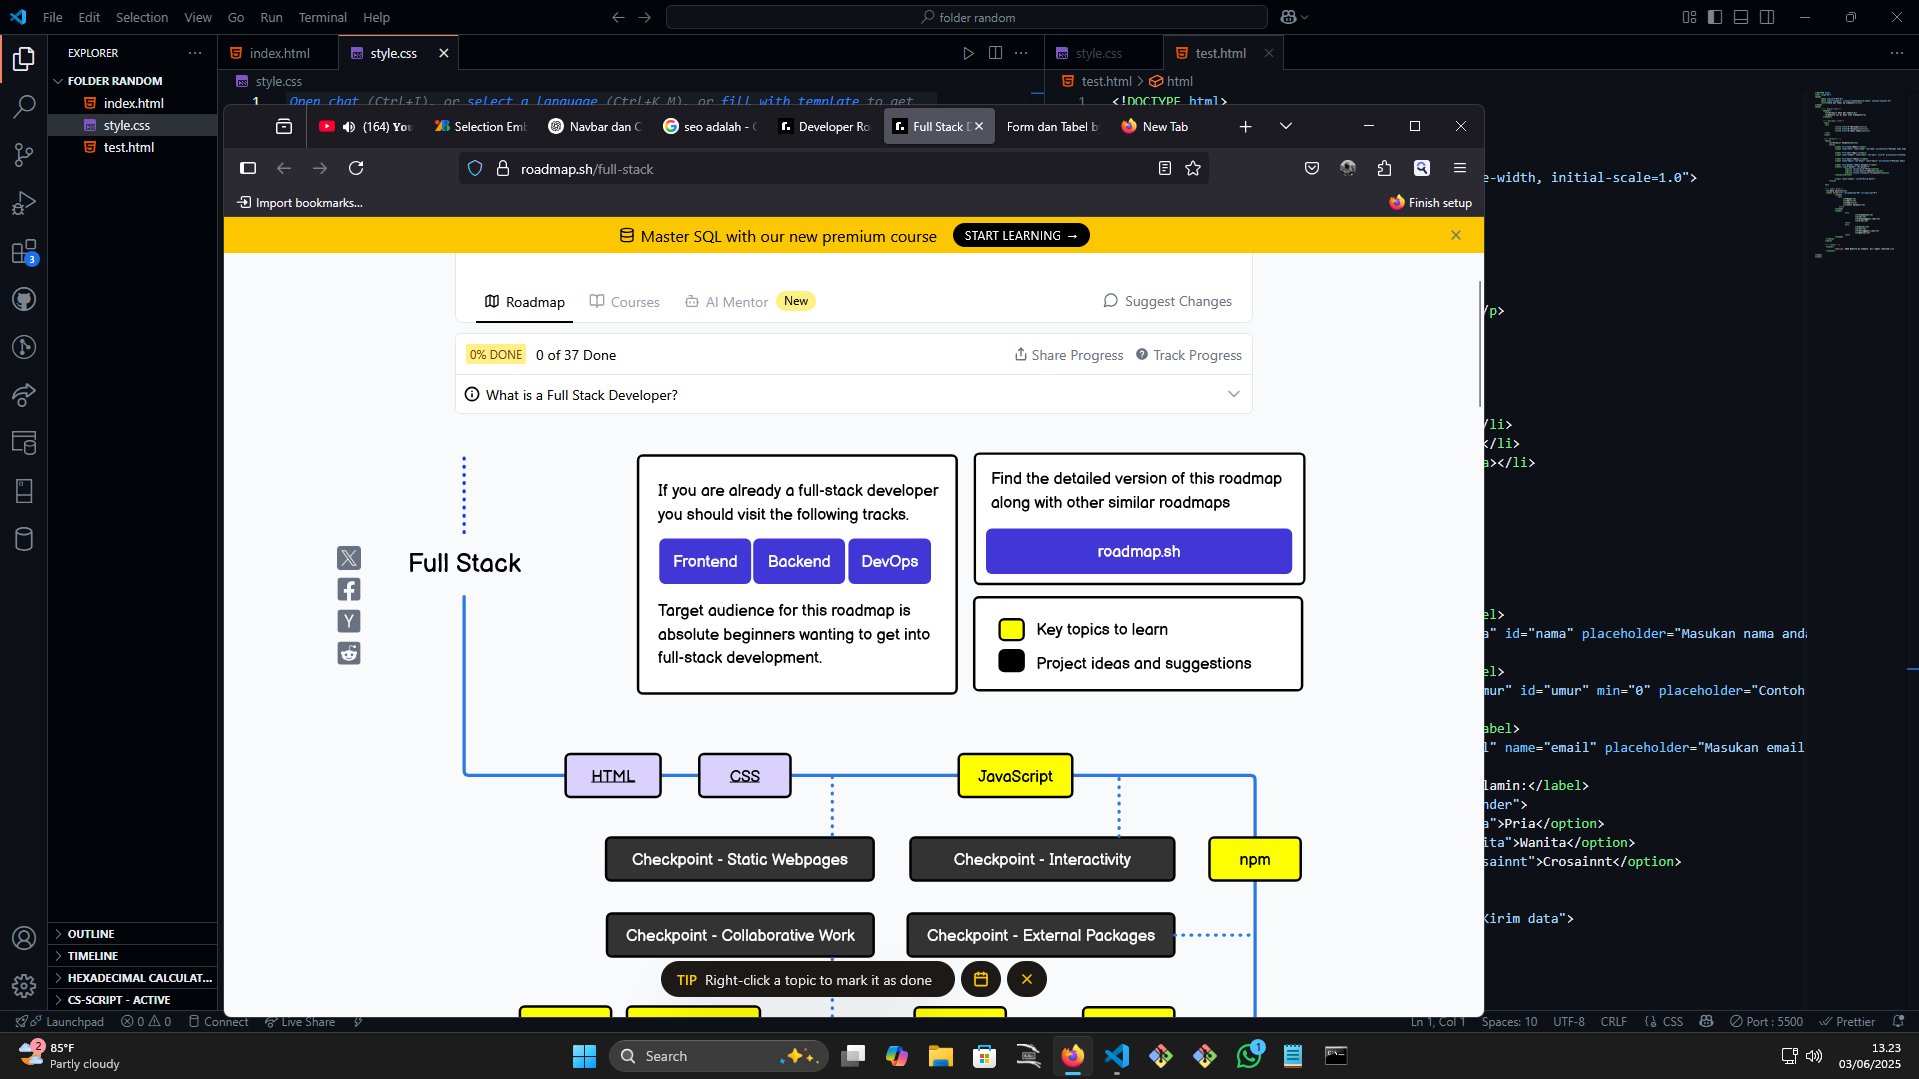 File Edit Selection View Go Run Terminal Help
folder random
EXPLORER
FOLDER RANDOM
index.html
style.css
test.html
index.html
style.css
style.css
test.html
style.css
test.html > html
1 Open chat (Ctrl+I), or select a language (Ctrl+K M), or fill with template to get
1 <!DOCTYPE html>
(164) You
Selection Em
Navbar dan C
seo adalah - C
Developer Ro
Full Stack D
Form dan Tabel b
New Tab
roadmap.sh/full-stack
Import bookmarks...
Finish setup
Master SQL with our new premium course
START LEARNING →
Roadmap
Courses
AI Mentor
New
Suggest Changes
0% DONE
0 of 37 Done
Share Progress
Track Progress
What is a Full Stack Developer?
Full Stack
If you are already a full-stack developer
you should visit the following tracks.
Frontend
Backend
DevOps
Target audience for this roadmap is
absolute beginners wanting to get into
full-stack development.
Find the detailed version of this roadmap
along with other similar roadmaps
roadmap.sh
Key topics to learn
Project ideas and suggestions
HTML
CSS
JavaScript
Checkpoint - Static Webpages
Checkpoint - Interactivity
npm
Checkpoint - Collaborative Work
Checkpoint - External Packages
TIP Right-click a topic to mark it as done
e-width, initial-scale=1.0">
/p>
/li>
</li>
a></li>
el>
a" id="nama" placeholder="Masukan nama anda
el>
mur" id="umur" min="0" placeholder="Contoh
abel>
l" name="email" placeholder="Masukan email
lamin:</label>
nder">
a">Pria</option>
ita">Wanita</option>
sainnt">Crosainnt</option>
Kirim data">
3
OUTLINE
TIMELINE
HEXADECIMAL CALCULAT...
CS-SCRIPT - ACTIVE
Launchpad
0
0
Connect
Live Share
Ln 1, Col 1
Spaces: 10
UTF-8
CRLF
CSS
Port : 5500
Prettier
2
85°F
Partly cloudy
Search
1
13.23
03/06/2025